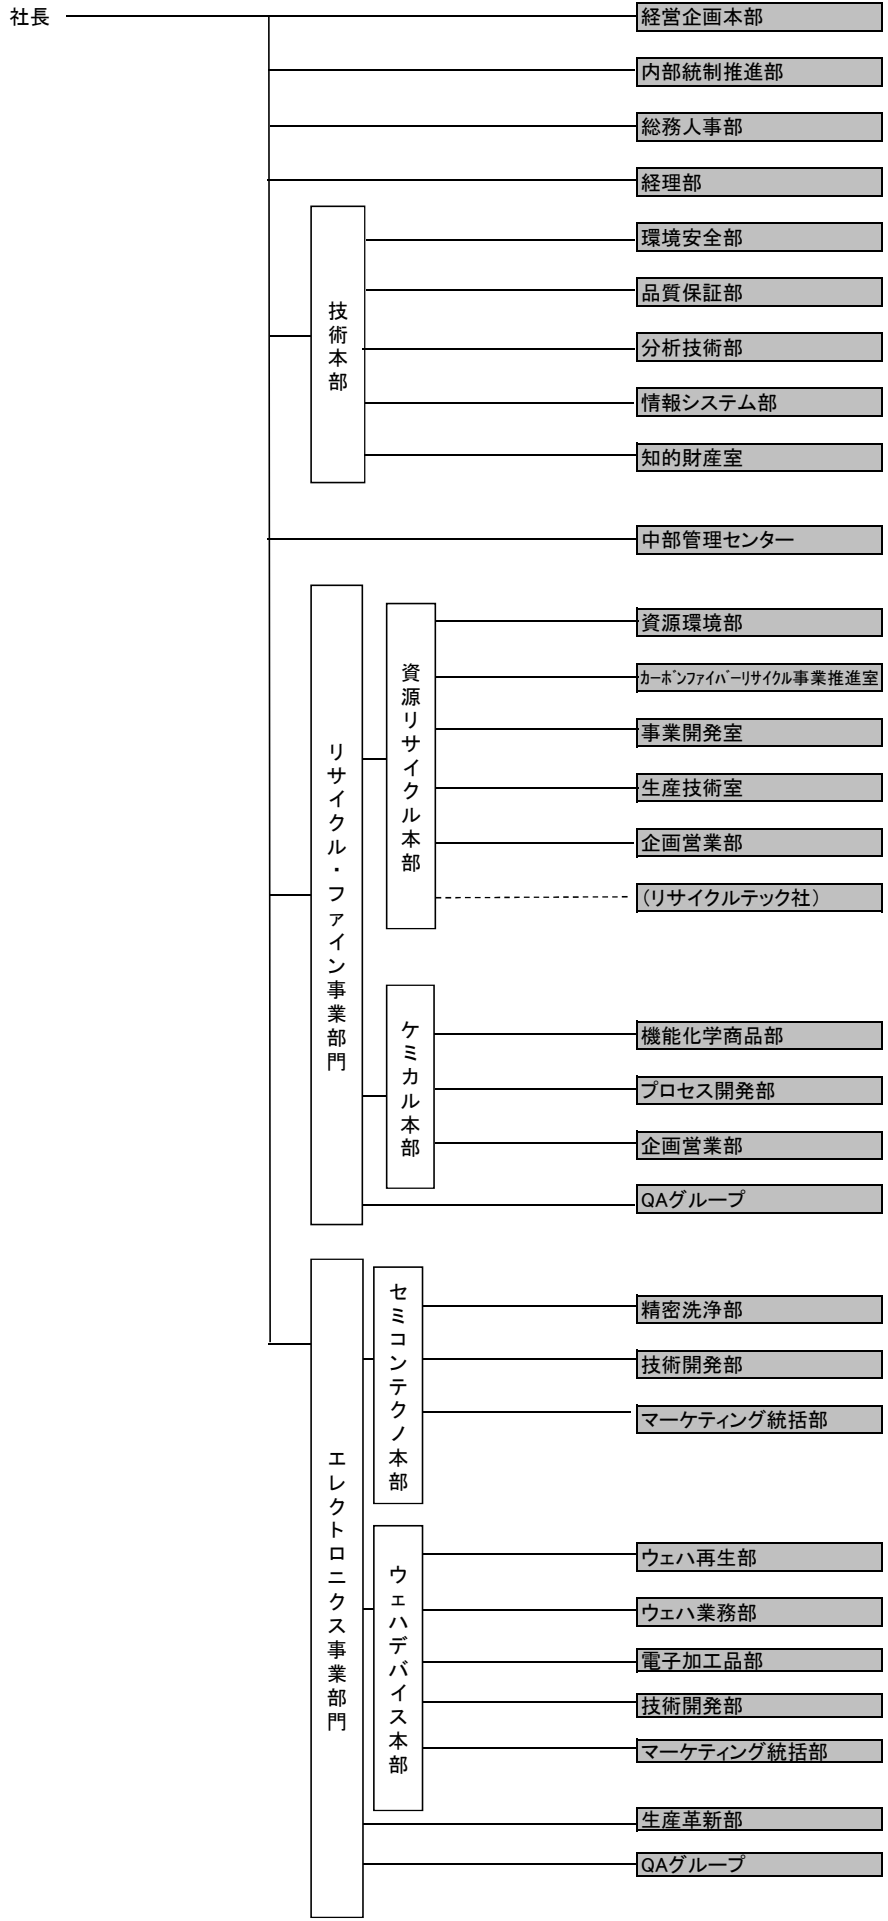 社長
経営企画本部
内部統制推進部
総務人事部
経理部
技術本部
環境安全部
品質保証部
分析技術部
情報システム部
知的財産室
中部管理センター
リサイクル・ファイン事業部門
資源リサイクル本部
資源環境部
ｶｰﾎﾞﾝﾌｧｲﾊﾞｰﾘｻｲｸﾙ事業推進室
事業開発室
生産技術室
企画営業部
(リサイクルテック社)
ケミカル本部
機能化学商品部
プロセス開発部
企画営業部
QAグループ
エレクトロニクス事業部門
セミコンテクノ本部
精密洗浄部
技術開発部
マーケティング統括部
ウェハデバイス本部
ウェハ再生部
ウェハ業務部
電子加工品部
技術開発部
マーケティング統括部
生産革新部
QAグループ